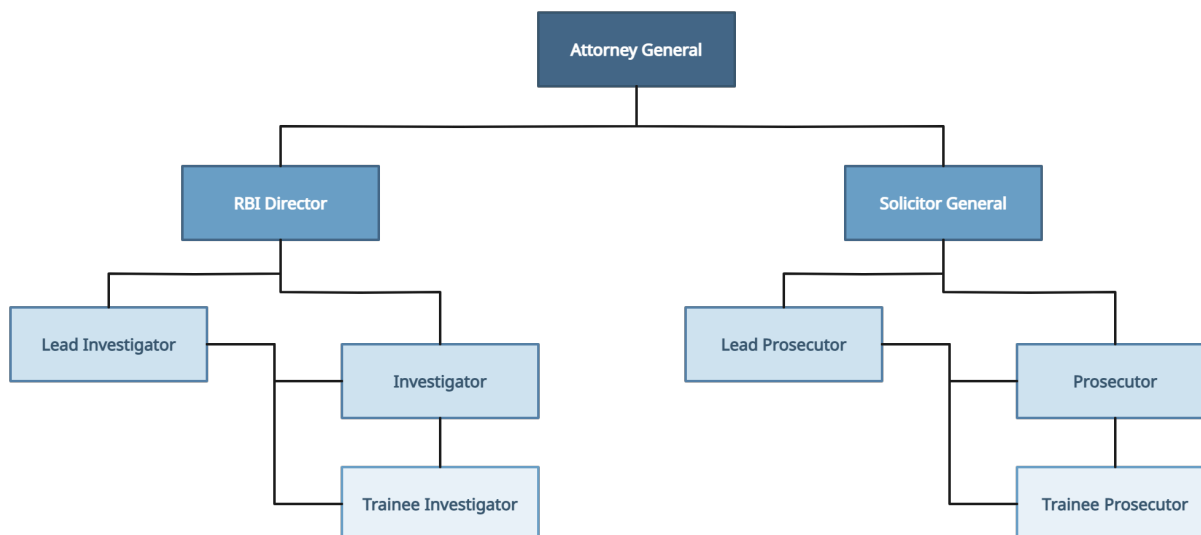 Attorney General
RBI Director
Solicitor General
Lead Investigator
Lead Prosecutor
Investigator
Prosecutor
Trainee Investigator
Trainee Prosecutor